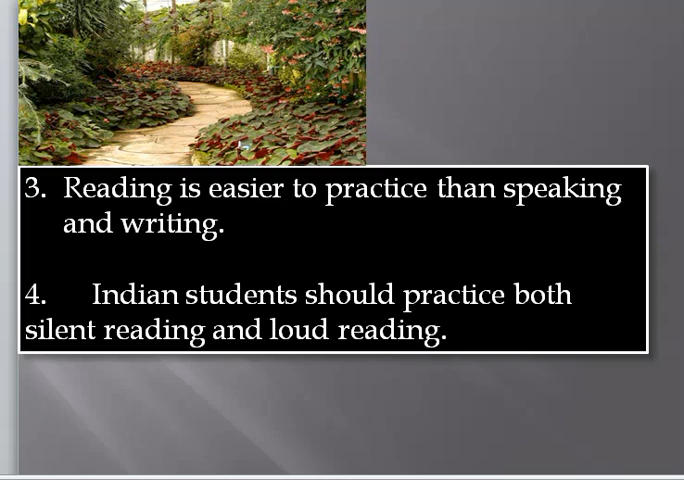 3. Reading is easier to practice than speaking
and writing.
4. Indian students should practice both
silent reading and loud reading.